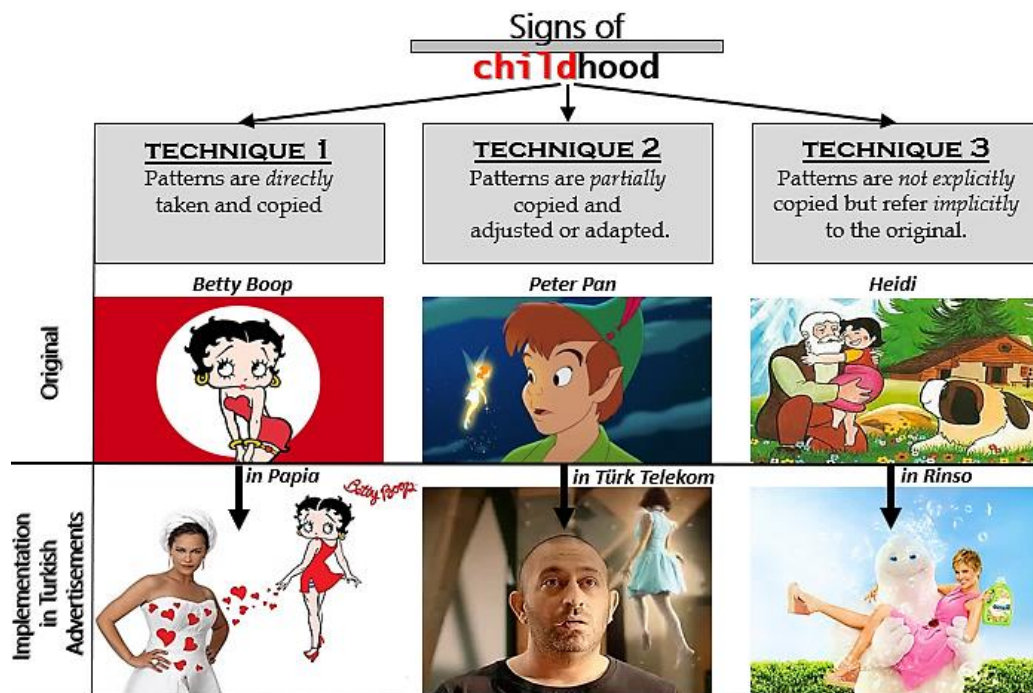 Signs of
childhood
TECHNIQUE 1
Patterns are directly
taken and copied
TECHNIQUE 2
Patterns are partially
copied and
adjusted or adapted.
TECHNIQUE 3
Patterns are not explicitly
copied but refer implicitly
to the original.
Original
Betty Boop
Peter Pan
Heidi
Implementation
in Turkish
Advertisements
in Papia
Betty Boop
in Türk Telekom
in Rinso